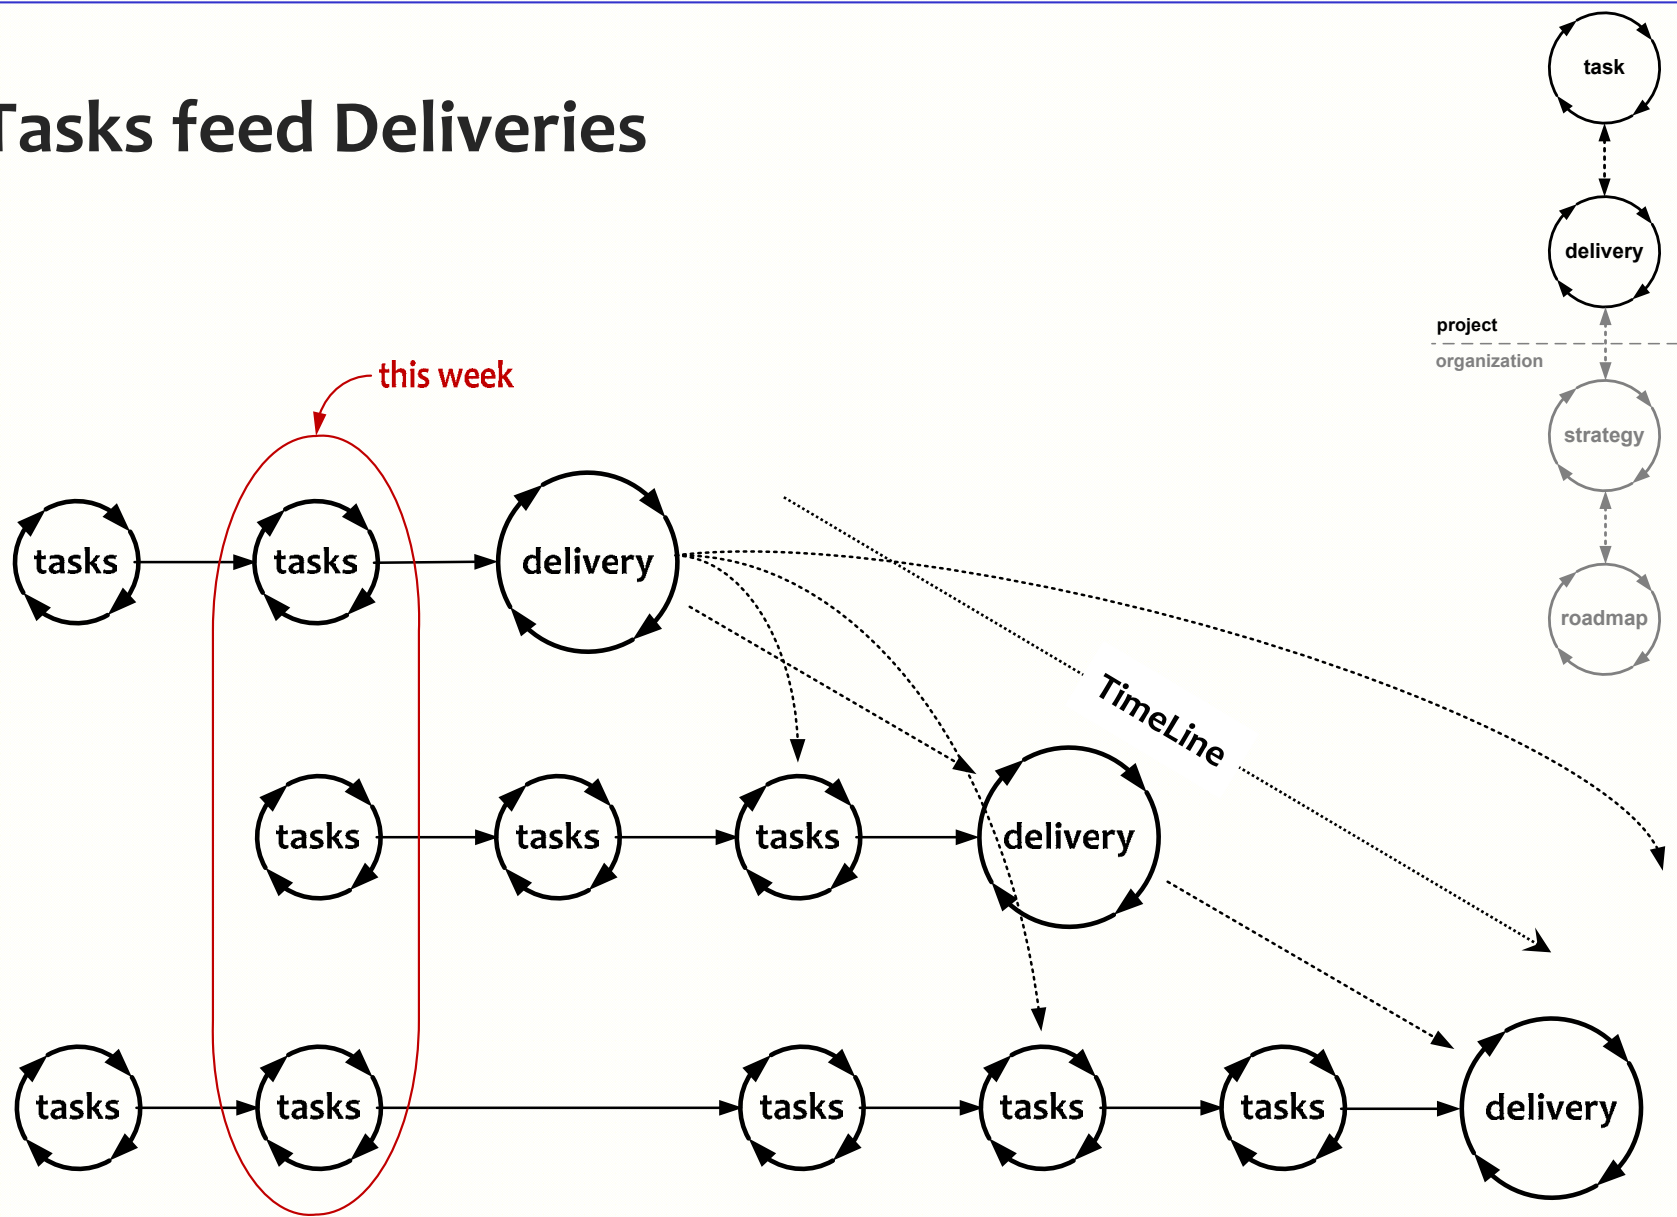 Tasks feed Deliveries
task
delivery
project
organization
strategy
roadmap
this week
tasks
tasks
delivery
TimeLine
tasks
tasks
tasks
delivery
tasks
tasks
tasks
tasks
tasks
delivery